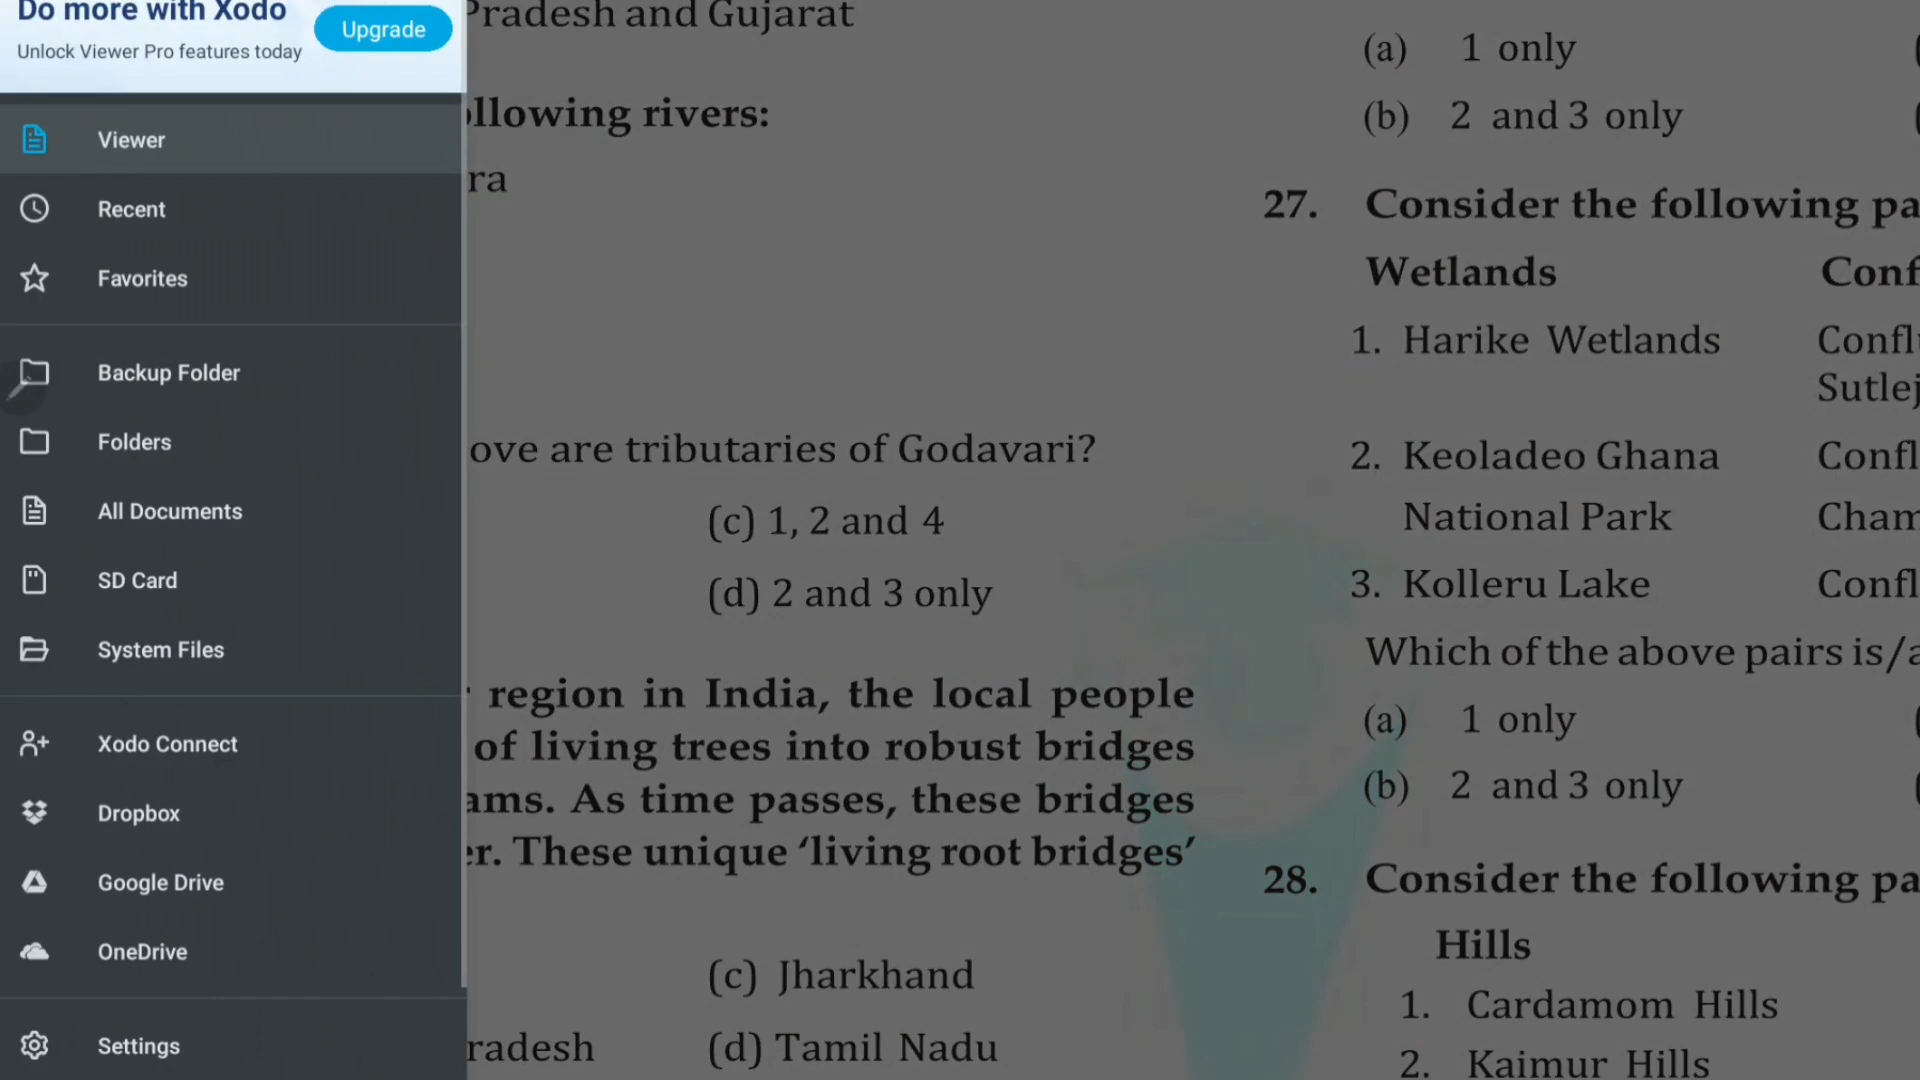 Do more with Xodo
Unlock Viewer Pro features today
Upgrade
Viewer
Recent
Favorites
Backup Folder
Folders
All Documents
SD Card
System Files
Xodo Connect
Dropbox
Google Drive
OneDrive
Settings
Pradesh and Gujarat
llowing rivers:
ra
ove are tributaries of Godavari?
(c) 1, 2 and 4
(d) 2 and 3 only
region in India, the local people
of living trees into robust bridges
ams. As time passes, these bridges
er. These unique ‘living root bridges’
(c) Jharkhand
radesh (d) Tamil Nadu
(a) 1 only
(b) 2 and 3 only
27. Consider the following pa
Wetlands Conf
1. Harike Wetlands Conflu
Sutlej
2. Keoladeo Ghana Confl
National Park Cham
3. Kolleru Lake Confl
Which of the above pairs is/a
(a) 1 only
(b) 2 and 3 only
28. Consider the following pa
Hills
1. Cardamom Hills
2. Kaimur Hills